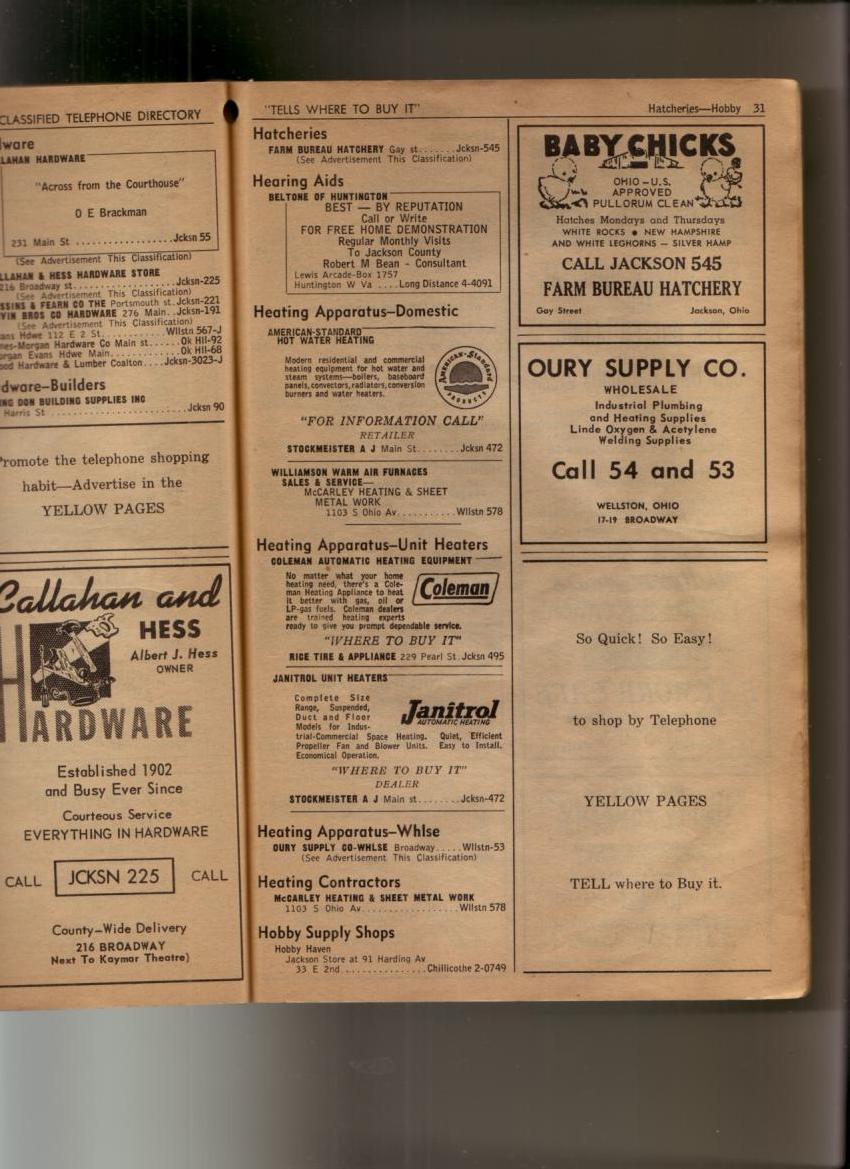 CLASSIFIED TELEPHONE DIRECTORY
ware
LAHAN HARDWARE
"Across from the Courthouse"
O E Brackman
231 Main St .................Jcksn 55
(See Advertisement This Classification)
LLAHAN & HESS HARDWARE STORE
216 Broadway st.................Jcksn-225
(See Advertisement This Classification)
SSINS & FEARN CO THE Portsmouth st.Jcksn-221
VIN BROS CO HARDWARE 276 Main..Jcksn-191
(See Advertisement This Classification)
ans Hdwe 112 E 2 St...........Wllstn 567-J
nes-Morgan Hardware Co Main st......Ok Hll-92
organ Evans Hdwe Main...........Ok Hll-68
ood Hardware & Lumber Coalton....Jcksn-3023-J
dware—Builders
NG DON BUILDING SUPPLIES INC
Harris St .......................Jcksn 90
Promote the telephone shopping
habit—Advertise in the
YELLOW PAGES
Callahan and
HESS
Albert J. Hess
OWNER
HARDWARE
Established 1902
and Busy Ever Since
Courteous Service
EVERYTHING IN HARDWARE
CALL JCKSN 225 CALL
County-Wide Delivery
216 BROADWAY
Next To Kaymar Theatre)
"TELLS WHERE TO BUY IT"
Hatcheries—Hobby 31
Hatcheries
FARM BUREAU HATCHERY Gay st.......Jcksn-545
(See Advertisement This Classification)
Hearing Aids
BELTONE OF HUNTINGTON
BEST — BY REPUTATION
Call or Write
FOR FREE HOME DEMONSTRATION
Regular Monthly Visits
To Jackson County
Robert M Bean - Consultant
Lewis Arcade-Box 1757
Huntington W Va ....Long Distance 4-4091
Heating Apparatus—Domestic
AMERICAN-STANDARD
HOT WATER HEATING
Modern residential and commercial
heating equipment for hot water and
steam systems—boilers, baseboard
panels, convectors, radiators, conversion
burners and water heaters.
AMERICAN-Standard
PRODUCTS
"FOR INFORMATION CALL"
RETAILER
STOCKMEISTER A J Main St........Jcksn 472
WILLIAMSON WARM AIR FURNACES
SALES & SERVICE—
McCARLEY HEATING & SHEET
METAL WORK
1103 S Ohio Av..........Wllstn 578
Heating Apparatus—Unit Heaters
COLEMAN AUTOMATIC HEATING EQUIPMENT
No matter what your home
heating need, there's a Cole-
man Heating Appliance to heat
it better with gas, oil or
LP-gas fuels. Coleman dealers
are trained heating experts
ready to give you prompt dependable service.
Coleman
"WHERE TO BUY IT"
RICE TIRE & APPLIANCE 229 Pearl St.Jcksn 495
JANITROL UNIT HEATERS
Complete Size
Range, Suspended,
Duct and Floor
Models for Indus-
trial-Commercial Space Heating. Quiet, Efficient
Propeller Fan and Blower Units. Easy to Install.
Economical Operation.
Janitrol
AUTOMATIC HEATING
"WHERE TO BUY IT"
DEALER
STOCKMEISTER A J Main st........Jcksn-472
Heating Apparatus—Whlse
OURY SUPPLY CO-WHLSE Broadway.....Wllstn-53
(See Advertisement This Classification)
Heating Contractors
McCARLEY HEATING & SHEET METAL WORK
1103 S Ohio Av..................Wllstn 578
Hobby Supply Shops
Hobby Haven
Jackson Store at 91 Harding Av
33 E 2nd ...............Chillicothe 2-0749
BABY CHICKS
OHIO - U.S.
APPROVED
PULLORUM CLEAN
Hatches Mondays and Thursdays
WHITE ROCKS • NEW HAMPSHIRE
AND WHITE LEGHORNS — SILVER HAMP
CALL JACKSON 545
FARM BUREAU HATCHERY
Gay Street Jackson, Ohio
OURY SUPPLY CO.
WHOLESALE
Industrial Plumbing
and Heating Supplies
Linde Oxygen & Acetylene
Welding Supplies
Call 54 and 53
WELLSTON, OHIO
17-19 BROADWAY
So Quick! So Easy!
to shop by Telephone
YELLOW PAGES
TELL where to Buy it.